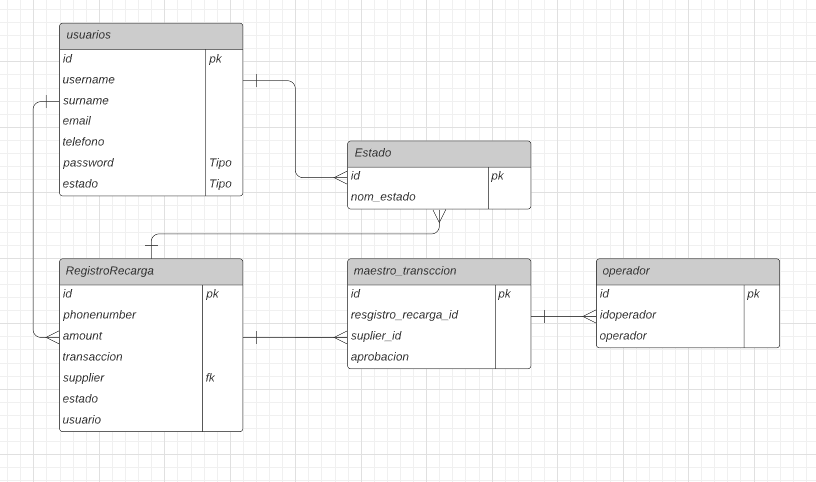 usuarios
id pk
username
surname
email
telefono
password Tipo
estado Tipo
Estado
id pk
nom_estado
RegistroRecarga
id pk
phonenumber
amount
transaccion
supplier fk
estado
usuario
maestro_transccion
id pk
resgistro_recarga_id
suplier_id
aprobacion
operador
id pk
idoperador
operador